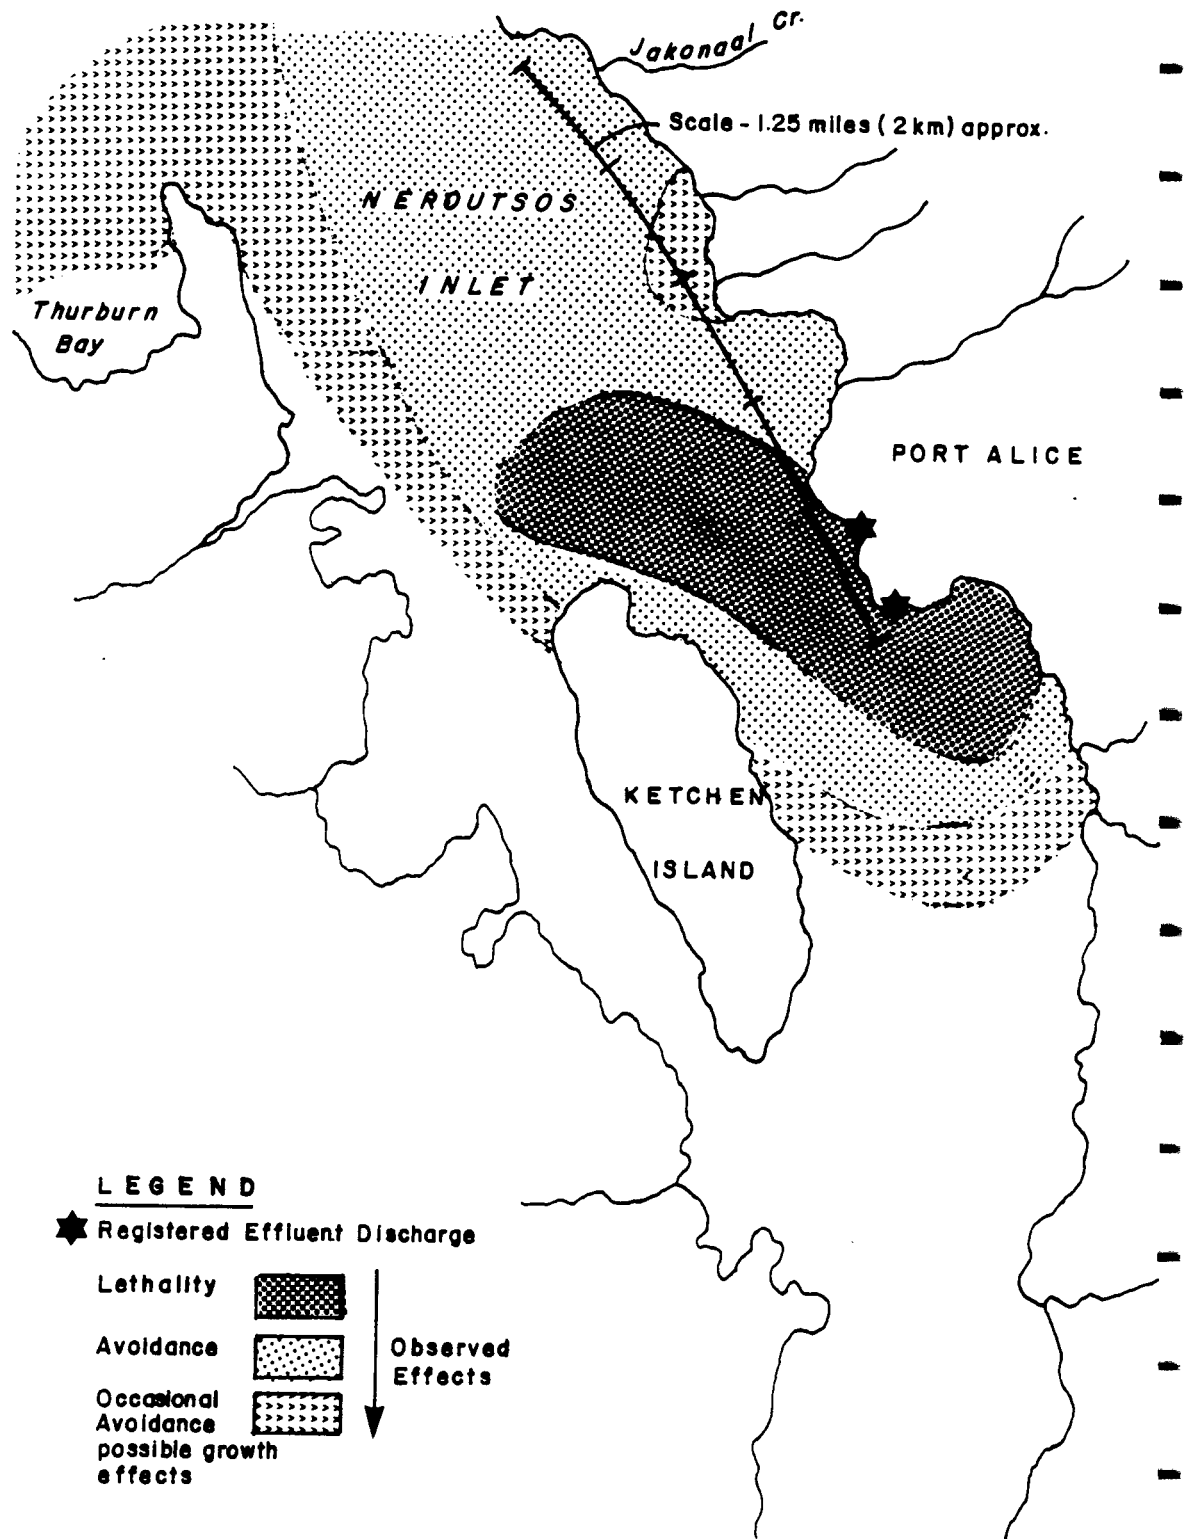 Jakonaal Cr.
Scale - 1.25 miles ( 2 km) approx.
NEROUTSOS
INLET
Thurburn
Bay
PORT ALICE
KETCHEN
ISLAND
LEGEND
Registered Effluent Discharge
Lethality
Avoidance
Observed
Effects
Occasional
Avoidance
possible growth
effects